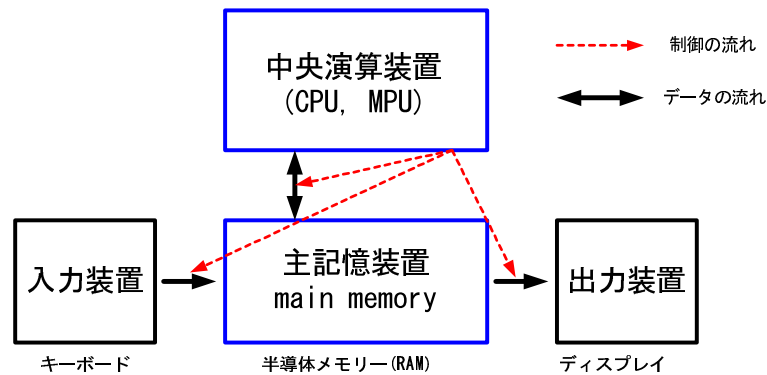 中央演算装置
(CPU, MPU)
制御の流れ
データの流れ
入力装置
主記憶装置
main memory
出力装置
キーボード
半導体メモリー(RAM)
ディスプレイ